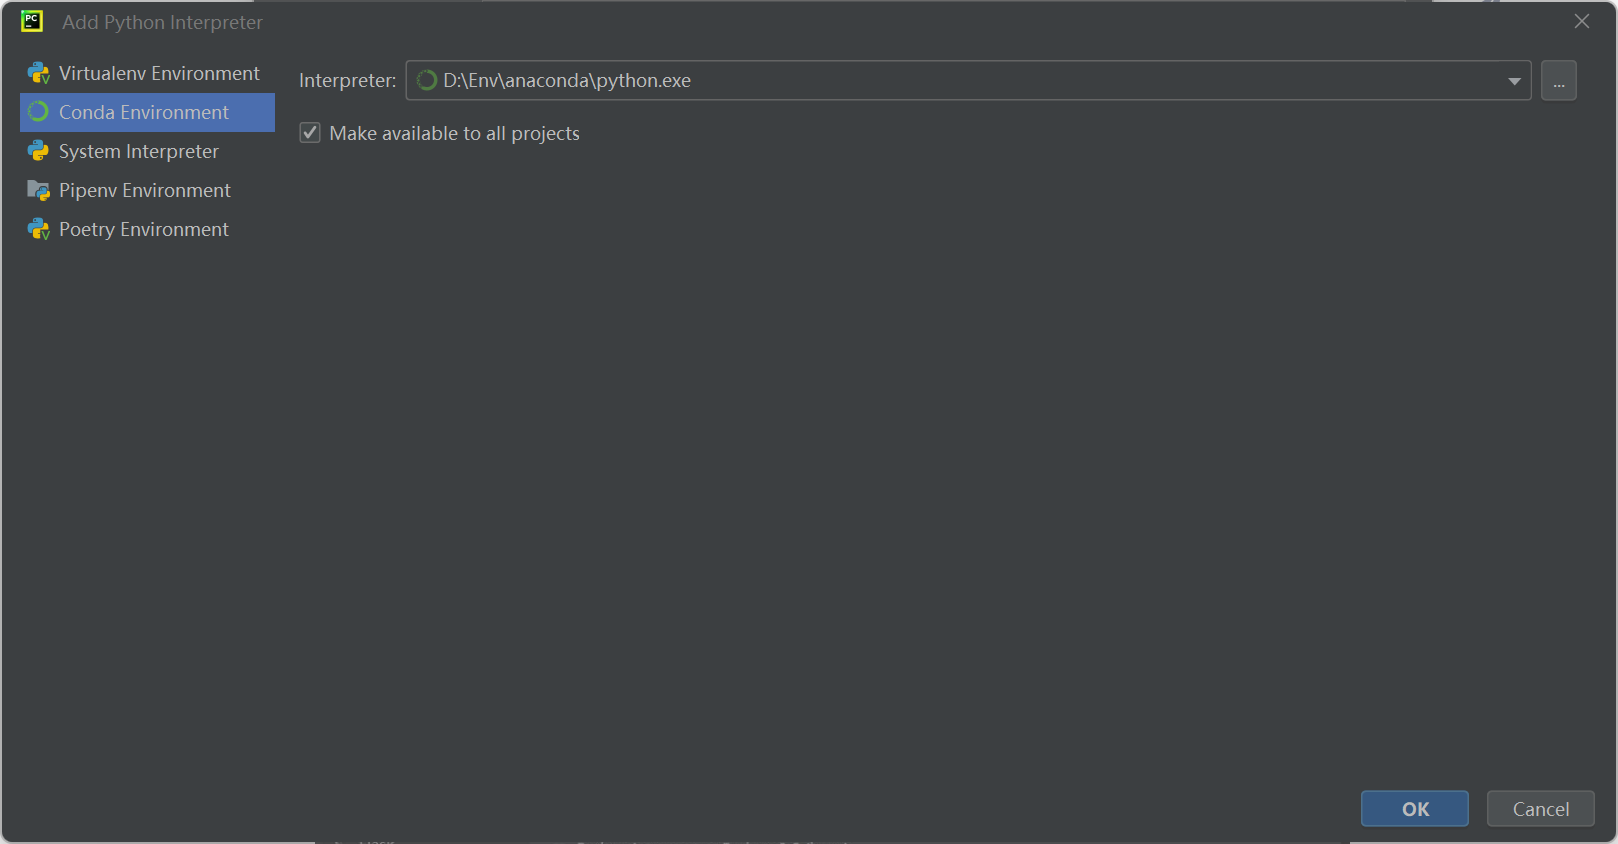 PC
Add Python Interpreter
Virtualenv Environment
Conda Environment
System Interpreter
Pipenv Environment
Poetry Environment
Interpreter: D:\Env\anaconda\python.exe
...
Make available to all projects
OK
Cancel